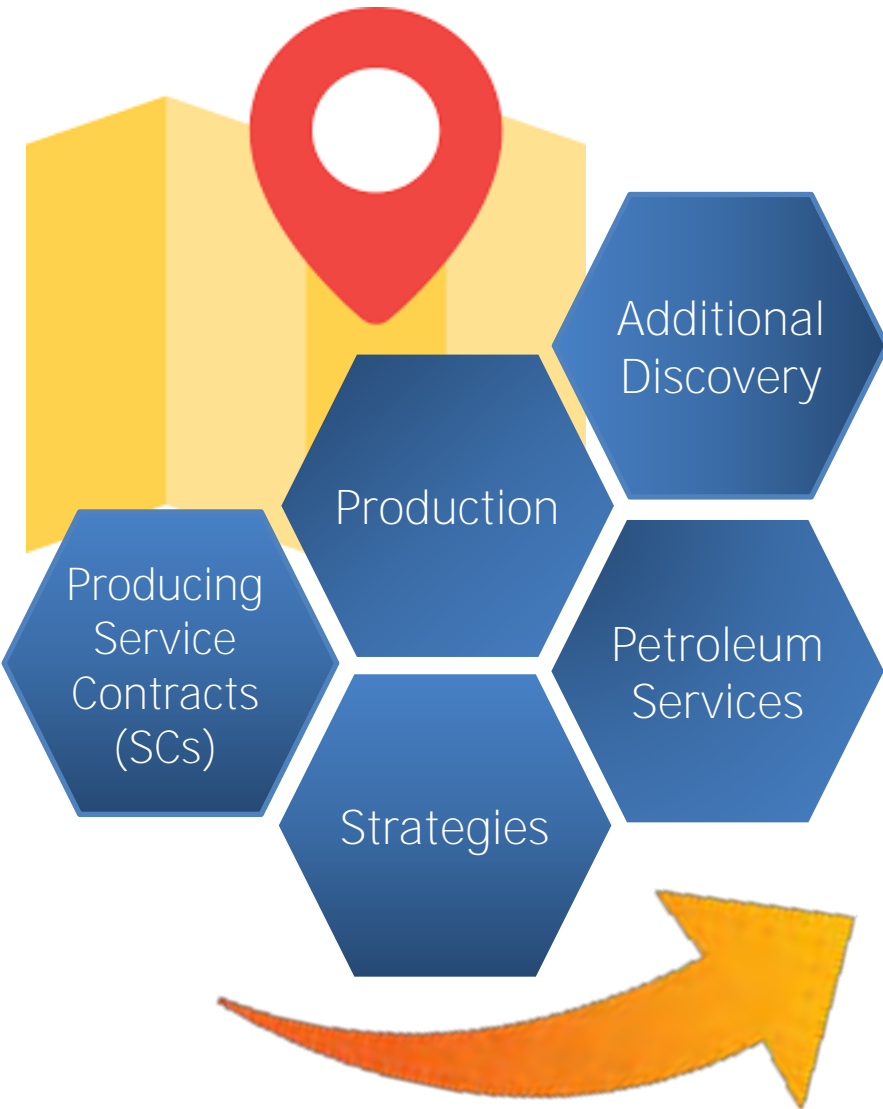 Additional
Discovery
Production
Producing
Service
Contracts
(SCs)
Petroleum
Services
Strategies